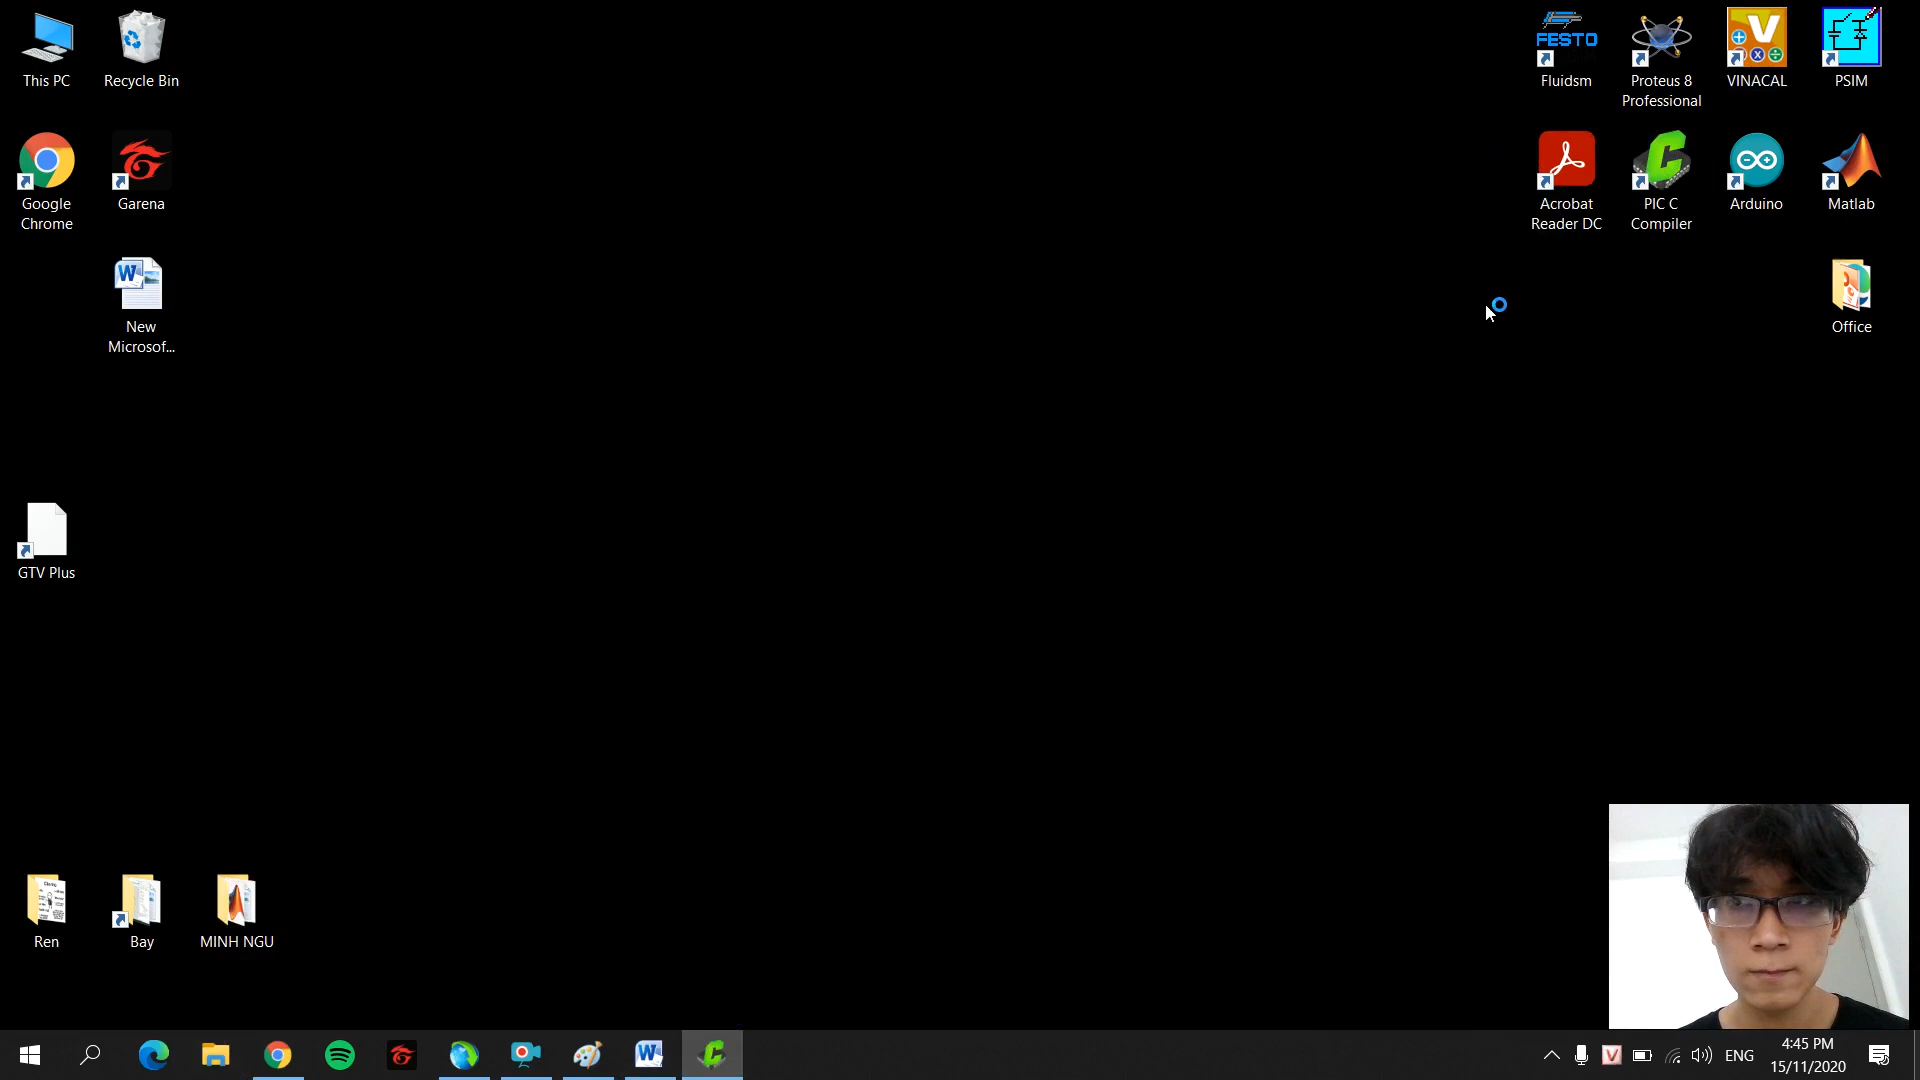 This PC
Recycle Bin
FESTO
Fluidsm
Proteus 8
Professional
V
VINACAL
PSIM
Google
Chrome
Garena
Acrobat
Reader DC
PIC C
Compiler
Arduino
Matlab
W
New
Microsof...
Office
GTV Plus
Ren
Bay
MINH NGU
W
V
ENG
4:45 PM
15/11/2020